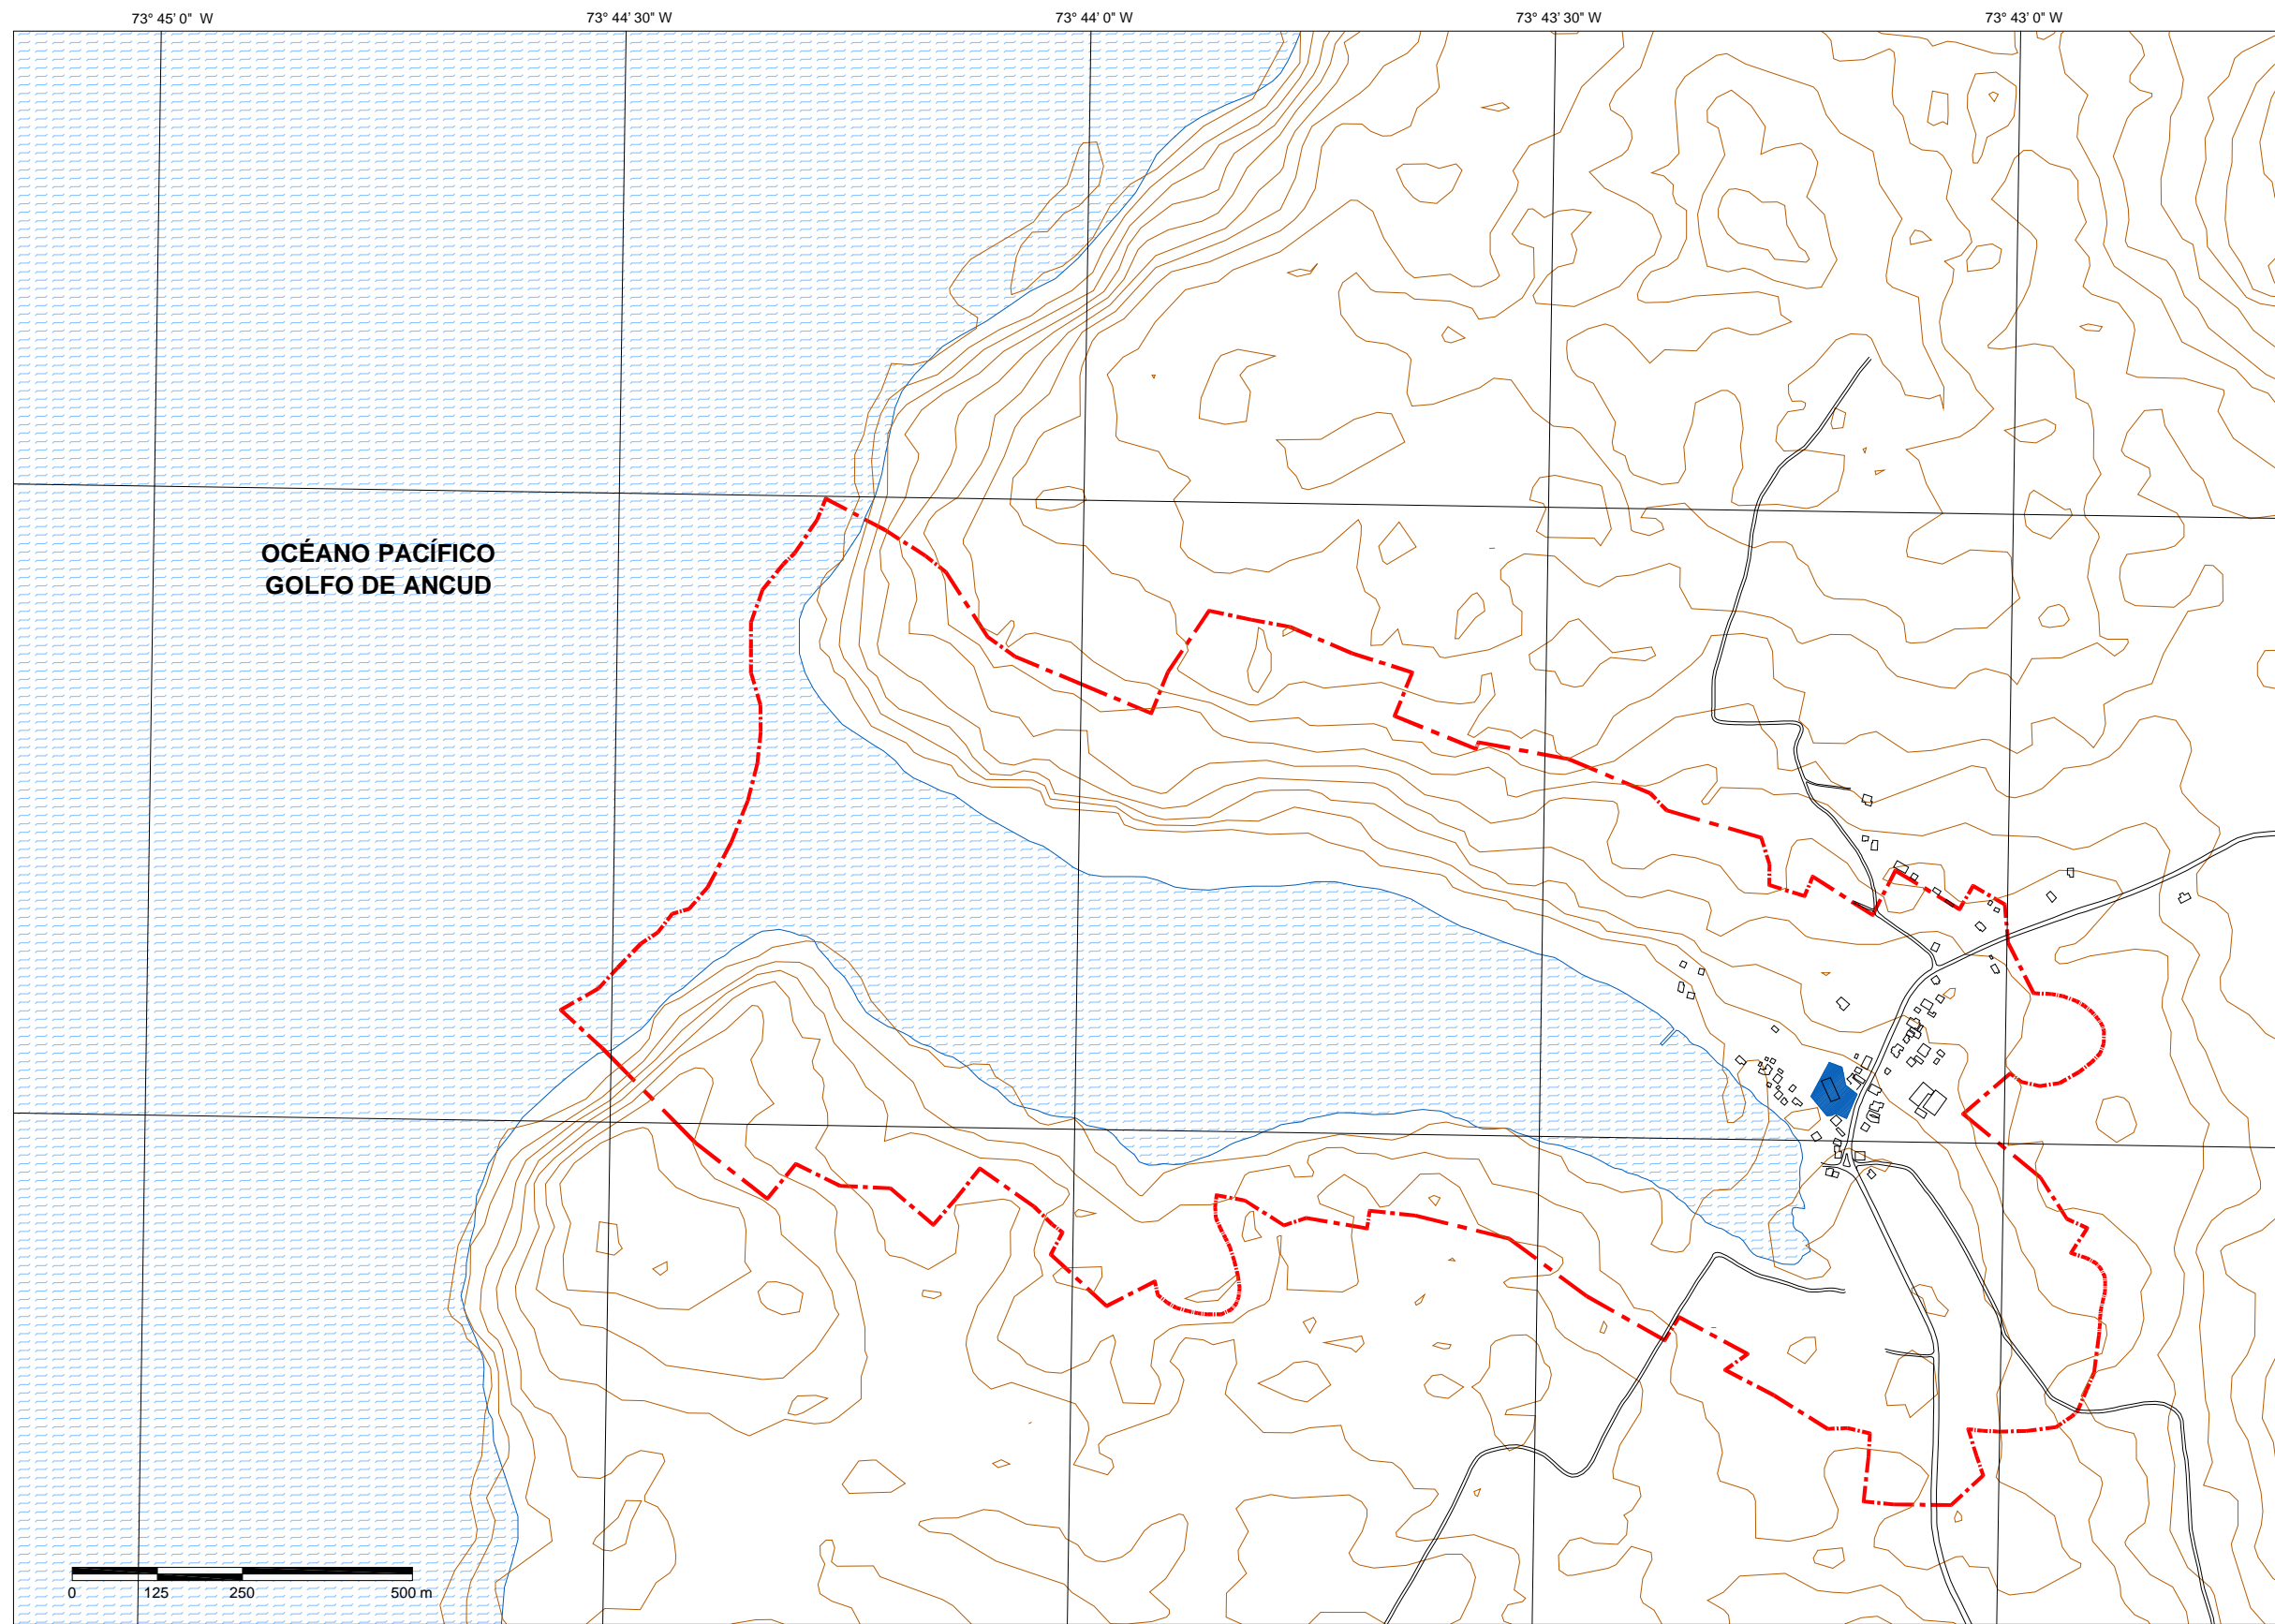 73° 45' 0" W
73° 44' 30" W
73° 44' 0" W
73° 43' 30" W
73° 43' 0" W
OCÉANO PACÍFICO
GOLFO DE ANCUD
0 125 250 500 m